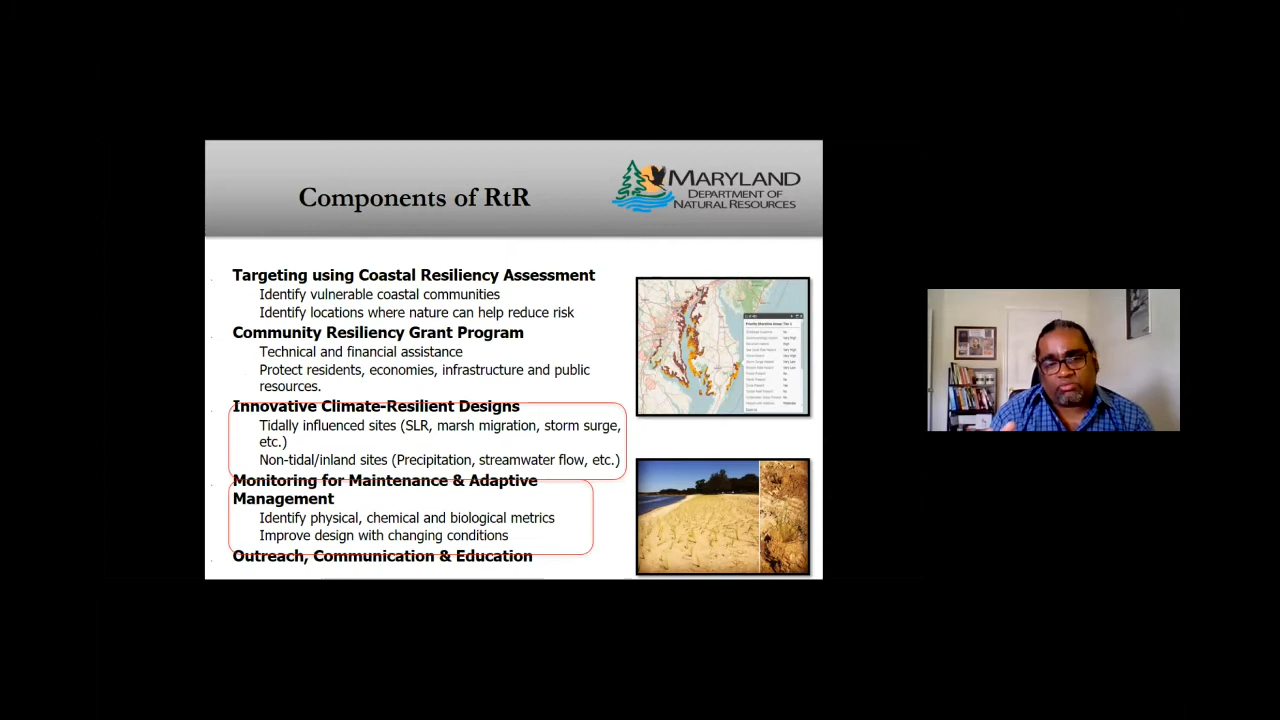 Components of RtR
MARYLAND
DEPARTMENT OF
NATURAL RESOURCES
Targeting using Coastal Resiliency Assessment
Identify vulnerable coastal communities
Identify locations where nature can help reduce risk
Community Resiliency Grant Program
Technical and financial assistance
Protect residents, economies, infrastructure and public
resources.
Innovative Climate-Resilient Designs
Tidally influenced sites (SLR, marsh migration, storm surge,
etc.)
Non-tidal/inland sites (Precipitation, streamwater flow, etc.)
Monitoring for Maintenance & Adaptive
Management
Identify physical, chemical and biological metrics
Improve design with changing conditions
Outreach, Communication & Education